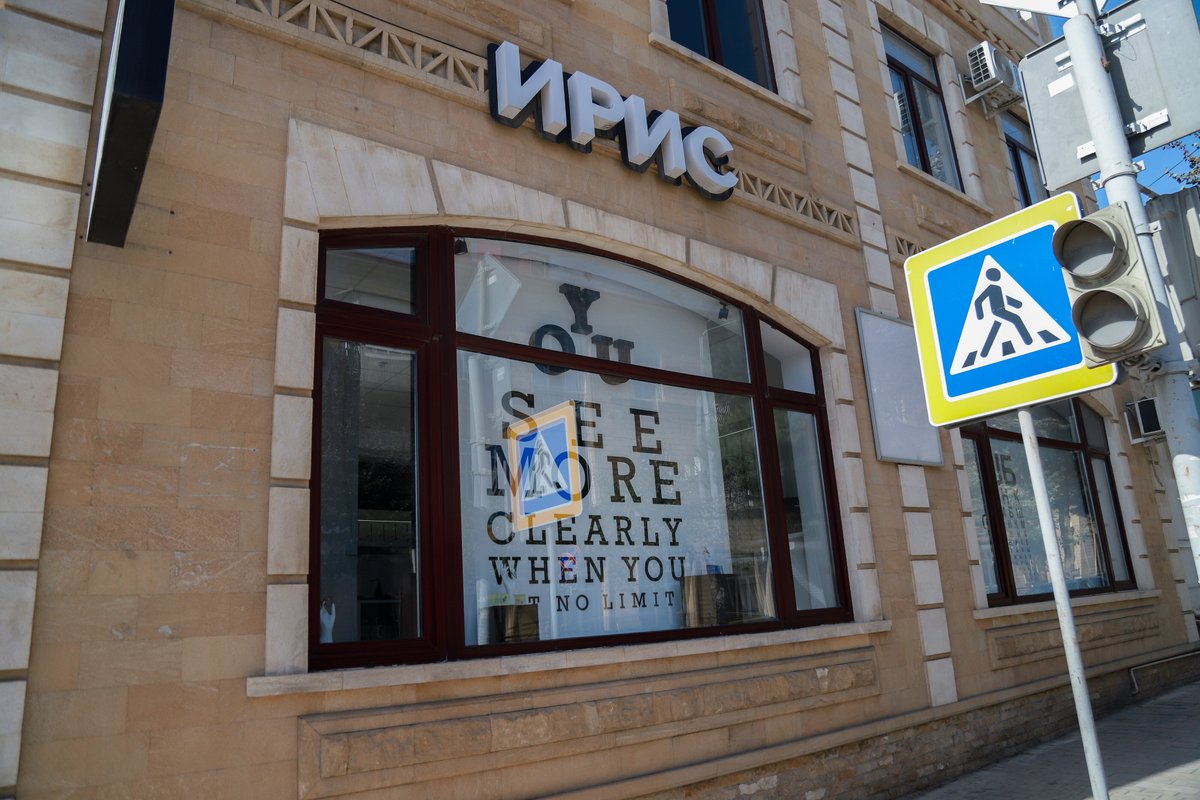 ИРИС
Y
OU
SEE
MORE
CLEARLY
WHEN YOU
NO LIMIT